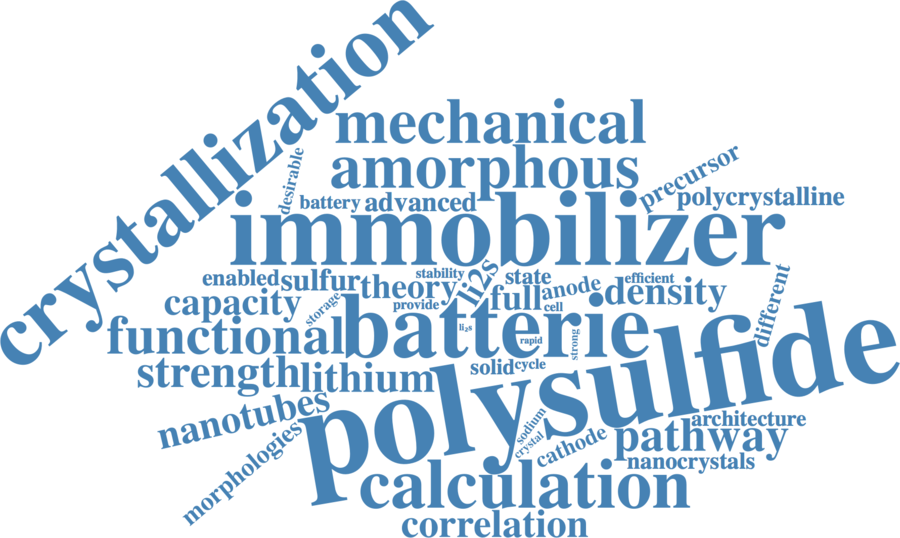 crystallization
mechanical
amorphous
desirable
precursor
battery
advanced
polycrystalline
immobilizer
enabled
sulfur
theory
stability
li2s
state
efficient
capacity
storage
provide
full
anode
cell
density
different
functional
batterie
li₂s
rapid
strong
strength
lithium
solid
cycle
polysulfide
nanotubes
morphologies
sodium
crystal
cathode
architecture
pathway
nanocrystals
calculation
correlation